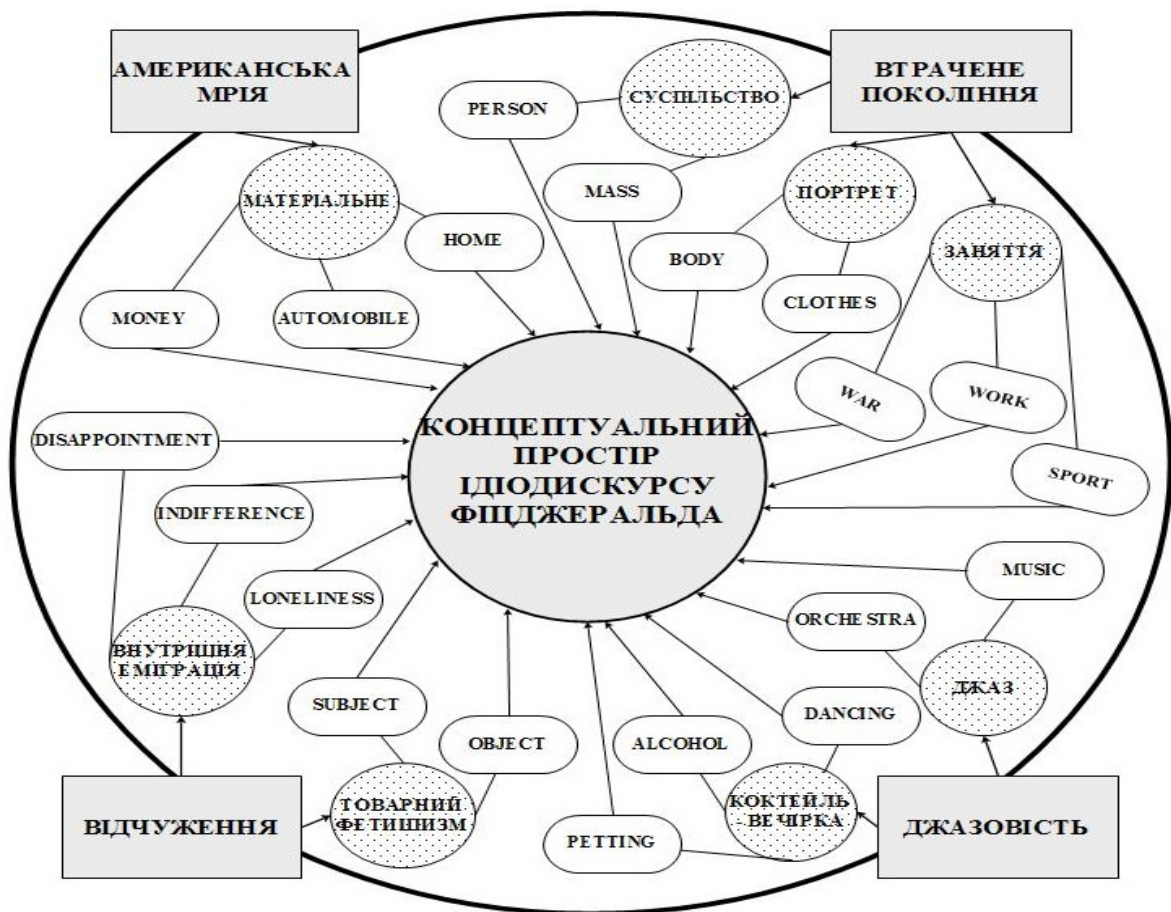 АМЕРИКАНСЬКА
МРІЯ
ВТРАЧЕНЕ
ПОКОЛІННЯ
СУСПІЛЬСТВО
PERSON
MASS
ПОРТРЕТ
МАТЕРІАЛЬНЕ
HOME
BODY
ЗАНЯТТЯ
CLOTHES
MONEY
AUTOMOBILE
WAR
WORK
SPORT
КОНЦЕПТУАЛЬНИЙ
ПРОСТІР
ІДІОДИСКУРСУ
ФІЦДЖЕРАЛЬДА
DISAPPOINTMENT
INDIFFERENCE
LONELINESS
MUSIC
ORCHESTRA
ВНУТРІШНЯ
ЕМІГРАЦІЯ
ДЖАЗ
SUBJECT
OBJECT
ALCOHOL
DANCING
ТОВАРНИЙ
ФЕТИШИЗМ
КОКТЕЙЛЬ
-ВЕЧІРКА
PETTING
ВІДЧУЖЕННЯ
ДЖАЗОВІСТЬ